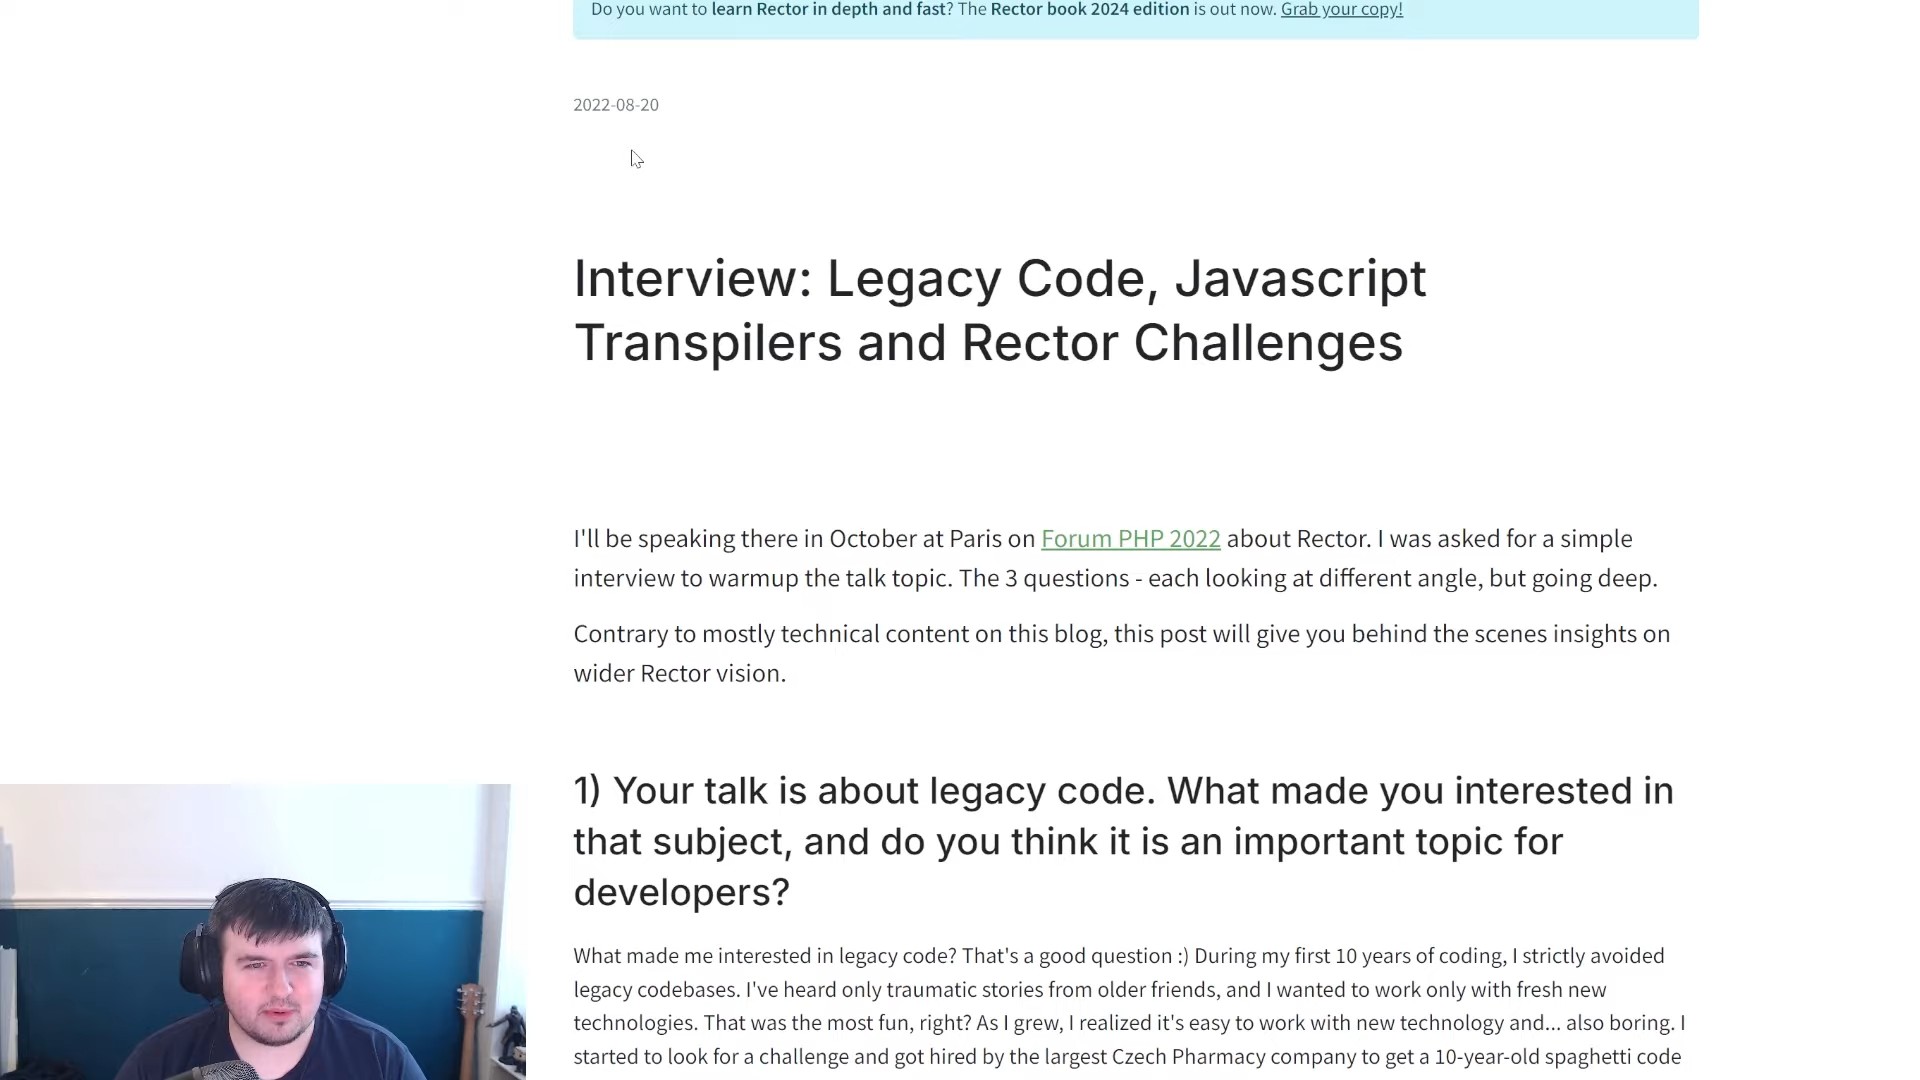 Do you want to learn Rector in depth and fast? The Rector book 2024 edition is out now. Grab your copy!
2022-08-20
Interview: Legacy Code, Javascript
Transpilers and Rector Challenges
I'll be speaking there in October at Paris on Forum PHP 2022 about Rector. I was asked for a simple
interview to warmup the talk topic. The 3 questions - each looking at different angle, but going deep.
Contrary to mostly technical content on this blog, this post will give you behind the scenes insights on
wider Rector vision.
1) Your talk is about legacy code. What made you interested in
that subject, and do you think it is an important topic for
developers?
What made me interested in legacy code? That's a good question :) During my first 10 years of coding, I strictly avoided
legacy codebases. I've heard only traumatic stories from older friends, and I wanted to work only with fresh new
technologies. That was the most fun, right? As I grew, I realized it's easy to work with new technology and... also boring. I
started to look for a challenge and got hired by the largest Czech Pharmacy company to get a 10-year-old spaghetti code